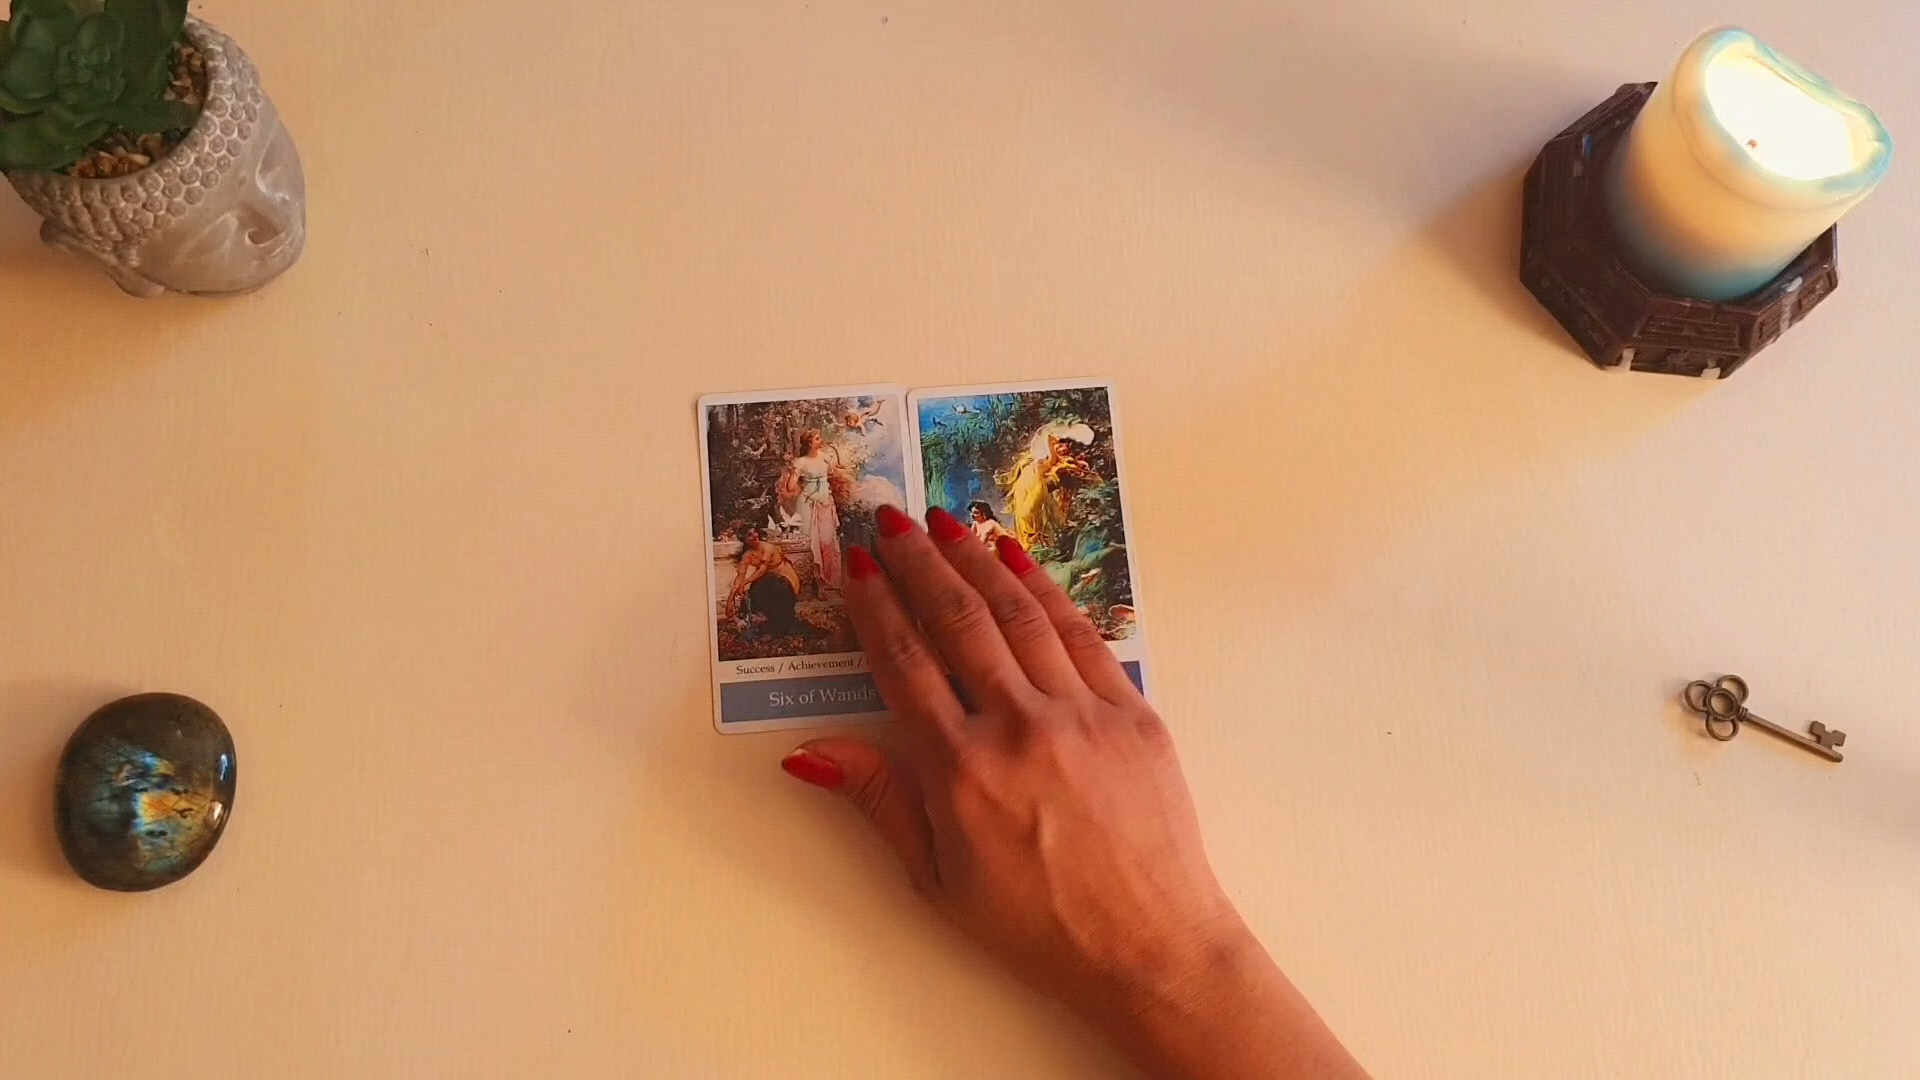 Success / Achievement /
Six of Wands